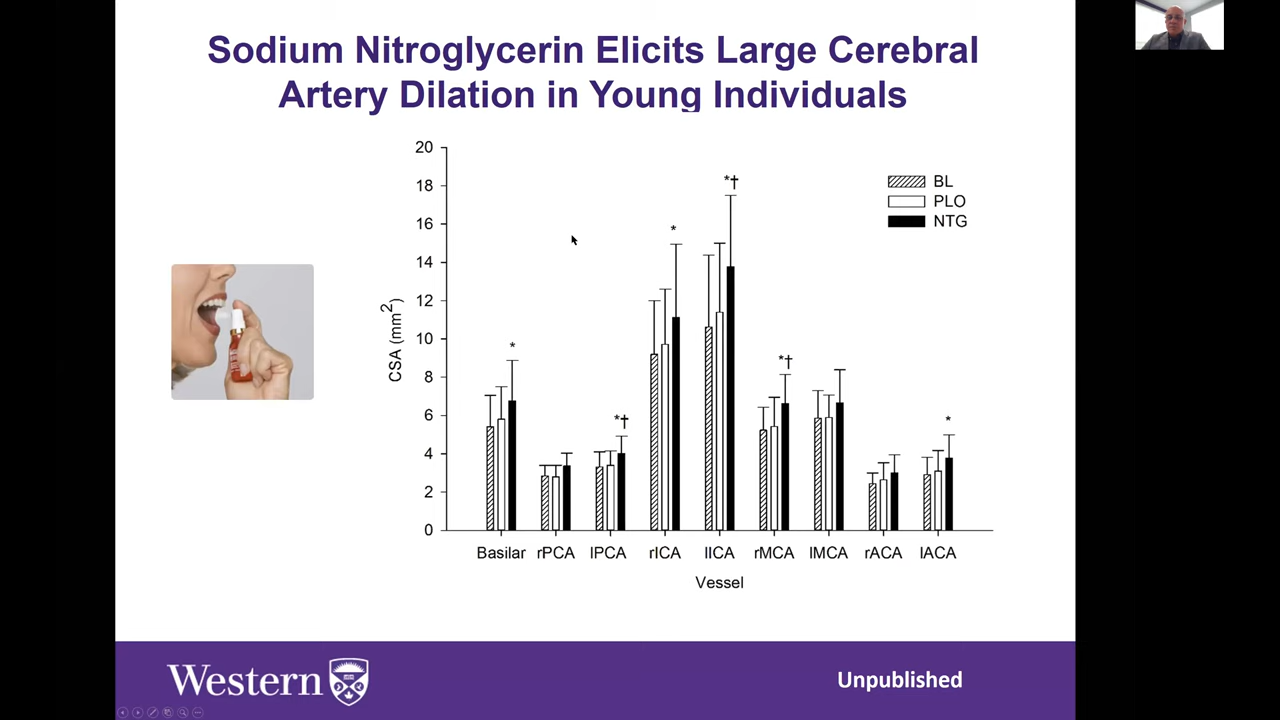 Sodium Nitroglycerin Elicits Large Cerebral
Artery Dilation in Young Individuals
20
18
16
14
12
10
8
6
4
2
0
CSA (mm²)
*
*†
*
*†
*†
*
BL
PLO
NTG
Basilar rPCA lPCA rICA lICA rMCA lMCA rACA lACA
Vessel
Western
Unpublished